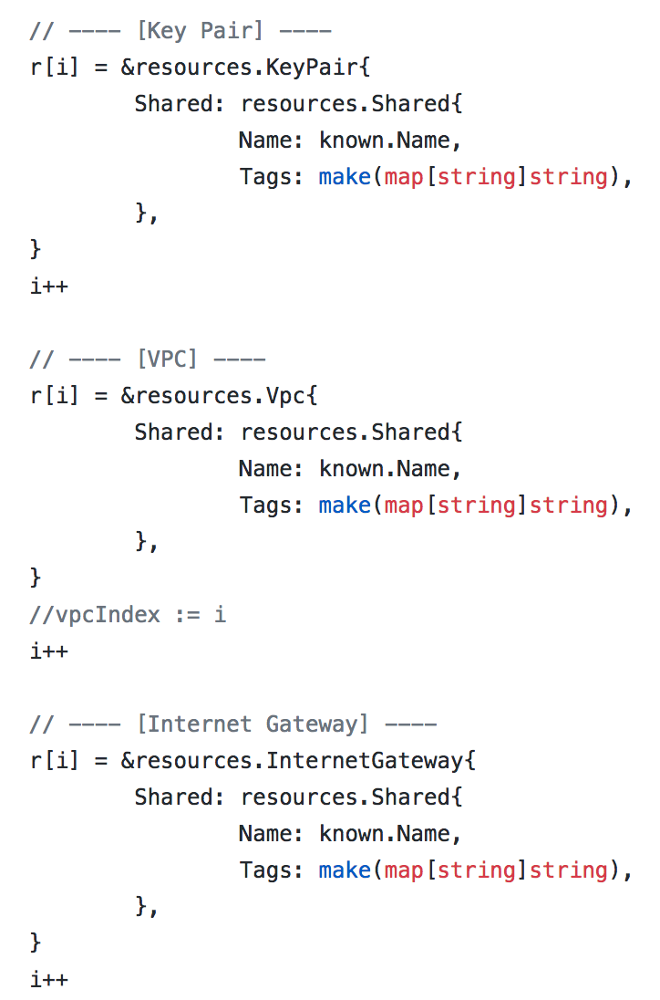 // ---- [Key Pair] ----
r[i] = &resources.KeyPair{
        Shared: resources.Shared{
                Name: known.Name,
                Tags: make(map[string]string),
        },
}
i++

// ---- [VPC] ----
r[i] = &resources.Vpc{
        Shared: resources.Shared{
                Name: known.Name,
                Tags: make(map[string]string),
        },
}
//vpcIndex := i
i++

// ---- [Internet Gateway] ----
r[i] = &resources.InternetGateway{
        Shared: resources.Shared{
                Name: known.Name,
                Tags: make(map[string]string),
        },
}
i++